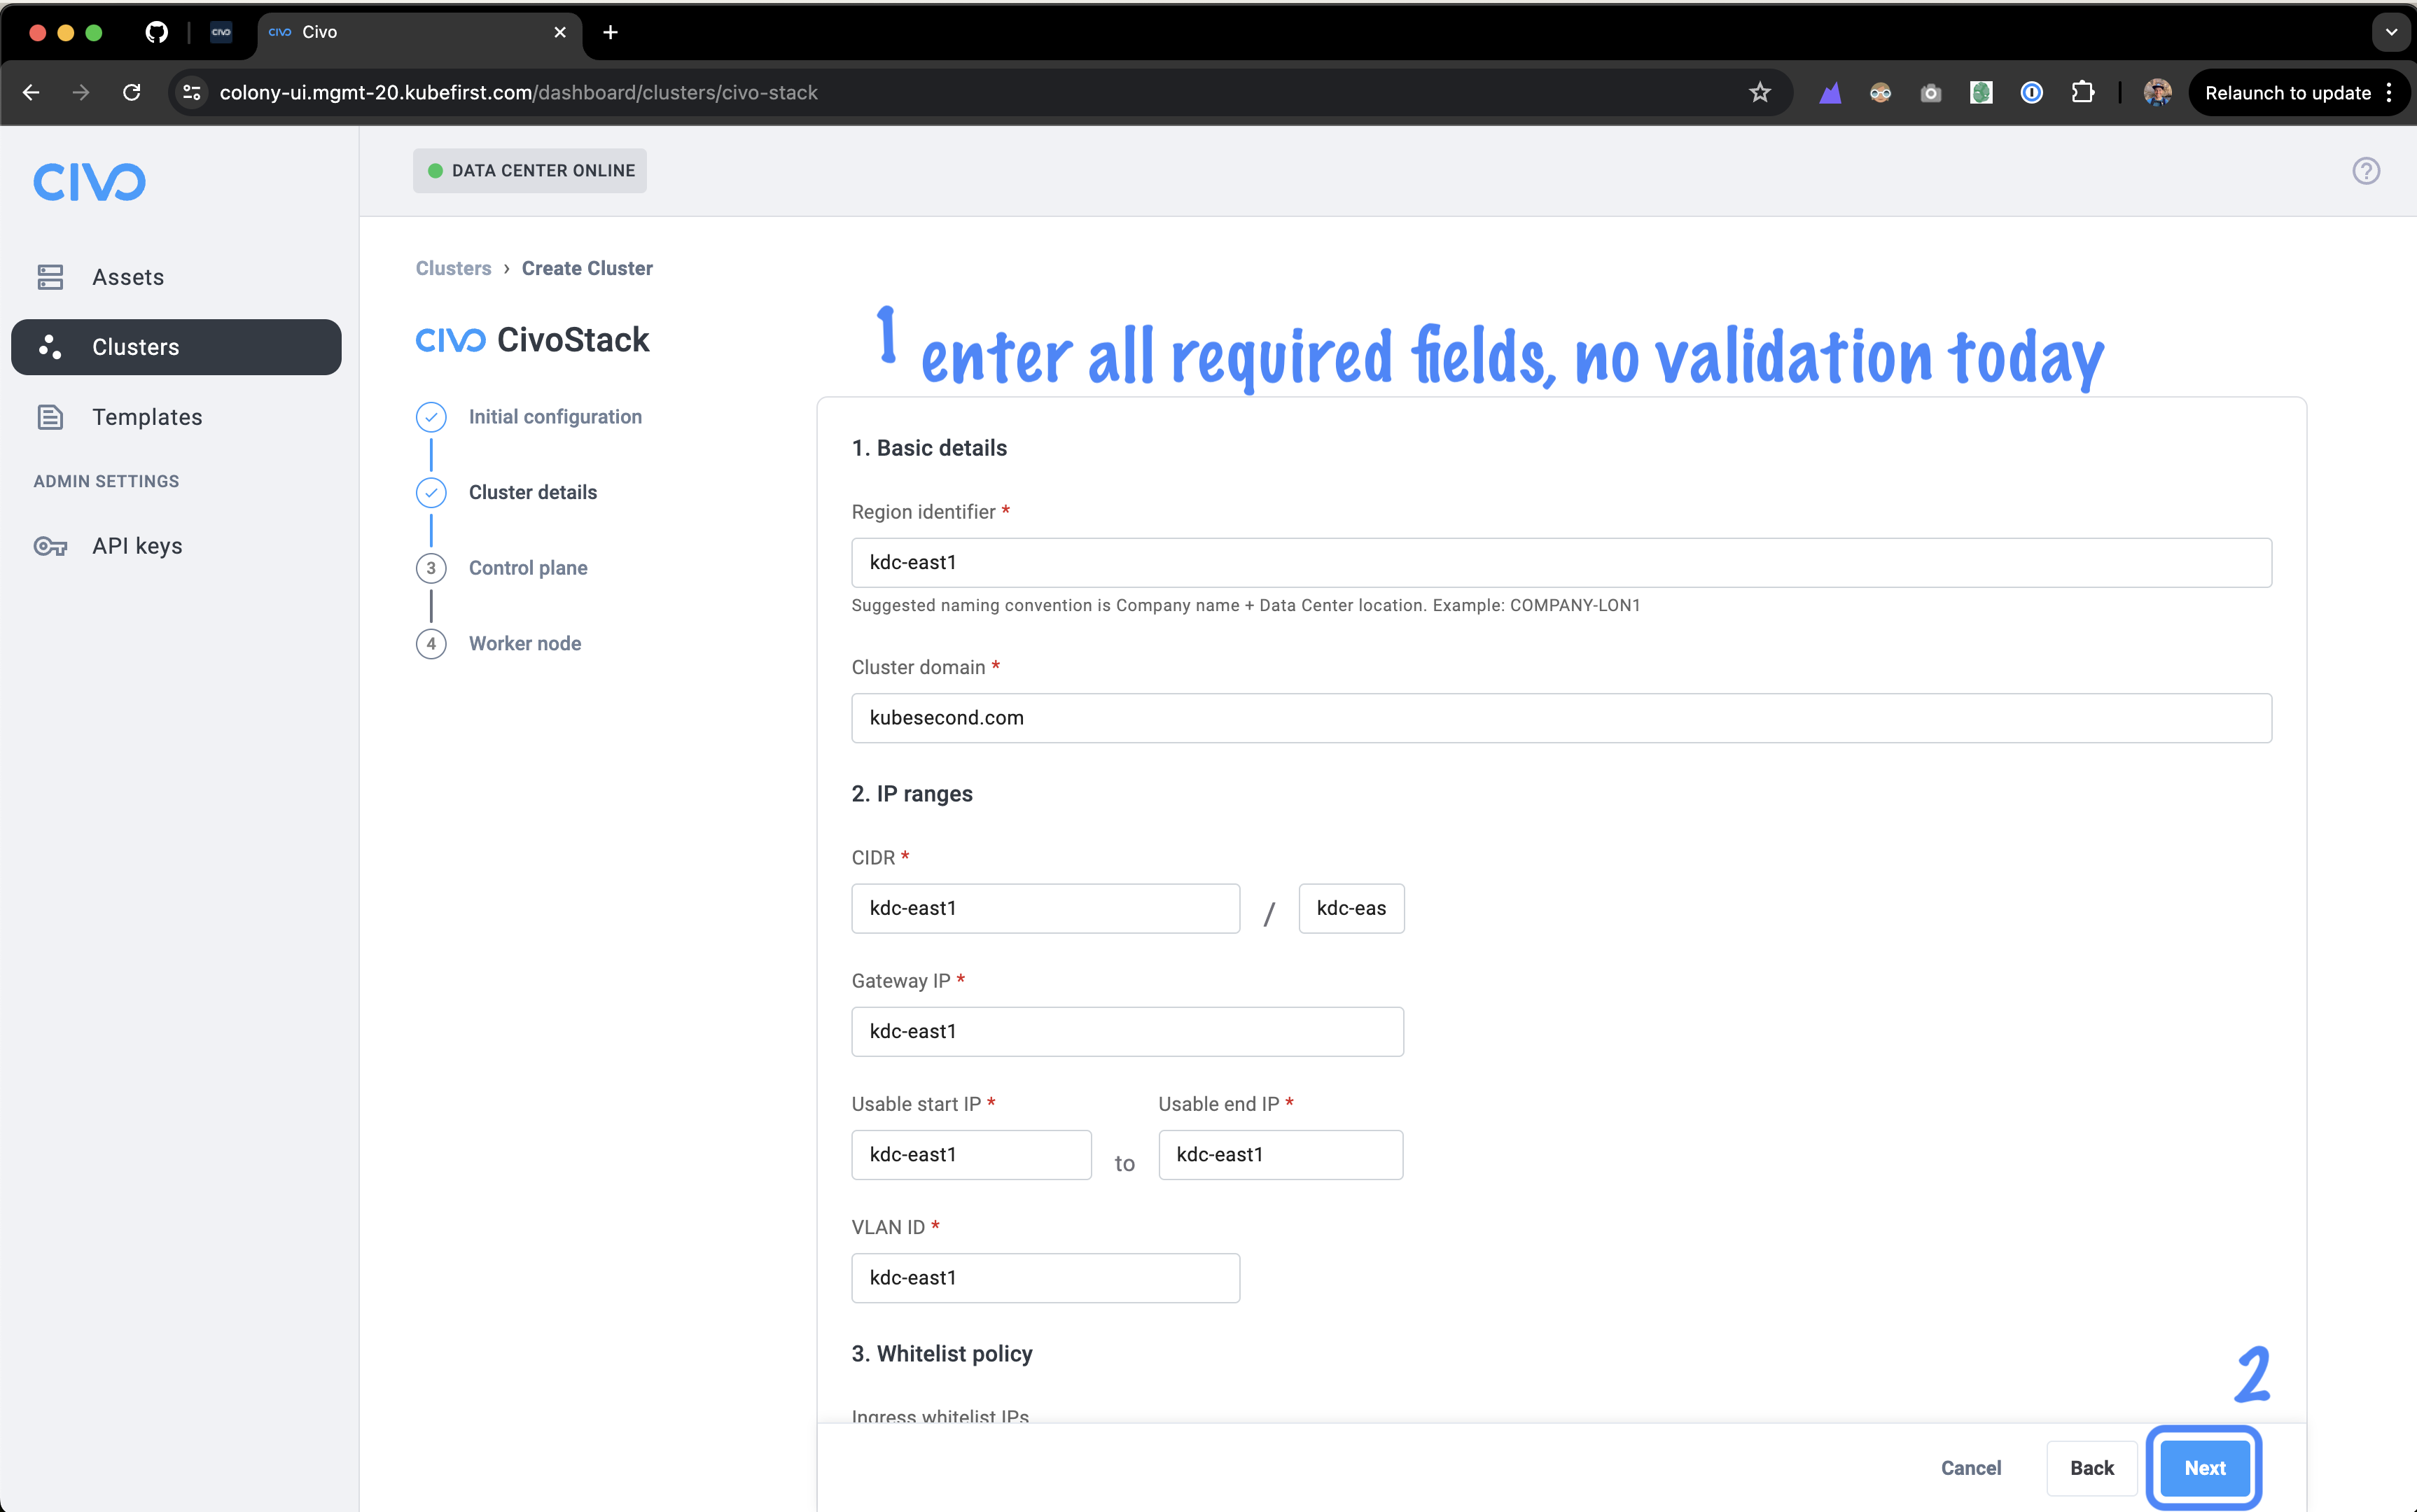 CIVO
CIVO Civo
colony-ui.mgmt-20.kubefirst.com/dashboard/clusters/civo-stack
Relaunch to update
CIVO
DATA CENTER ONLINE
?
Assets
Clusters
Templates
ADMIN SETTINGS
API keys
Clusters › Create Cluster
CIVO CivoStack
Initial configuration
Cluster details
3 Control plane
4 Worker node
1 enter all required fields, no validation today
1. Basic details
Region identifier *
kdc-east1
Suggested naming convention is Company name + Data Center location. Example: COMPANY-LON1
Cluster domain *
kubesecond.com
2. IP ranges
CIDR *
kdc-east1 / kdc-eas
Gateway IP *
kdc-east1
Usable start IP * Usable end IP *
kdc-east1 to kdc-east1
VLAN ID *
kdc-east1
3. Whitelist policy
Ingress whitelist IPs
2
Cancel Back Next